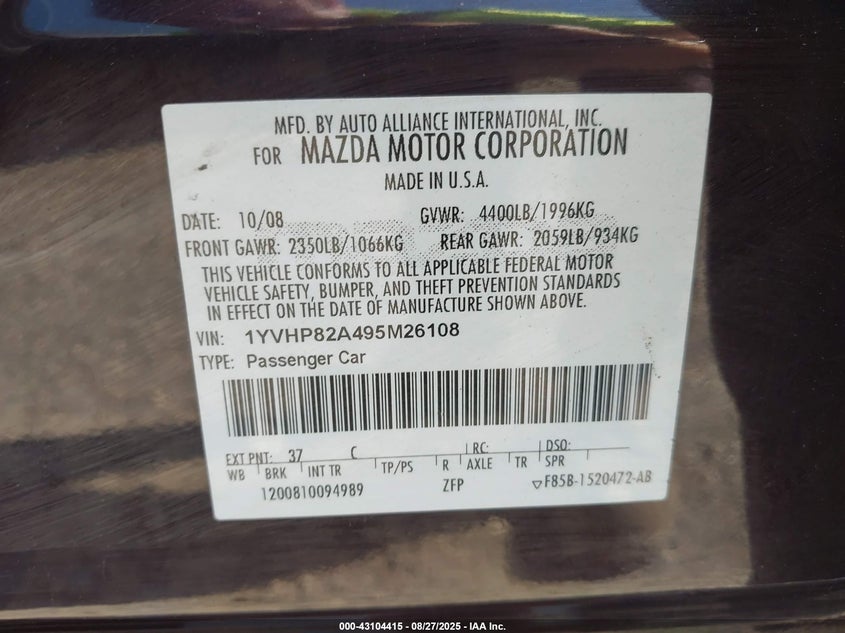 MFD. BY AUTO ALLIANCE INTERNATIONAL, INC.
FOR MAZDA MOTOR CORPORATION
MADE IN U.S.A.
DATE: 10/08 GVWR: 4400LB/1996KG
FRONT GAWR: 2350LB/1066KG REAR GAWR: 2059LB/934KG
THIS VEHICLE CONFORMS TO ALL APPLICABLE FEDERAL MOTOR
VEHICLE SAFETY, BUMPER, AND THEFT PREVENTION STANDARDS
IN EFFECT ON THE DATE OF MANUFACTURE SHOWN ABOVE.
VIN: 1YVHP82A495M26108
TYPE: Passenger Car
EXT PNT: 37 C RC: DSO:
WB BRK INT TR TP/PS R AXLE TR SPR
1200810094989 ZFP ▽F85B-1520472-AB
000-43104415 - 08/27/2025 - IAA Inc.